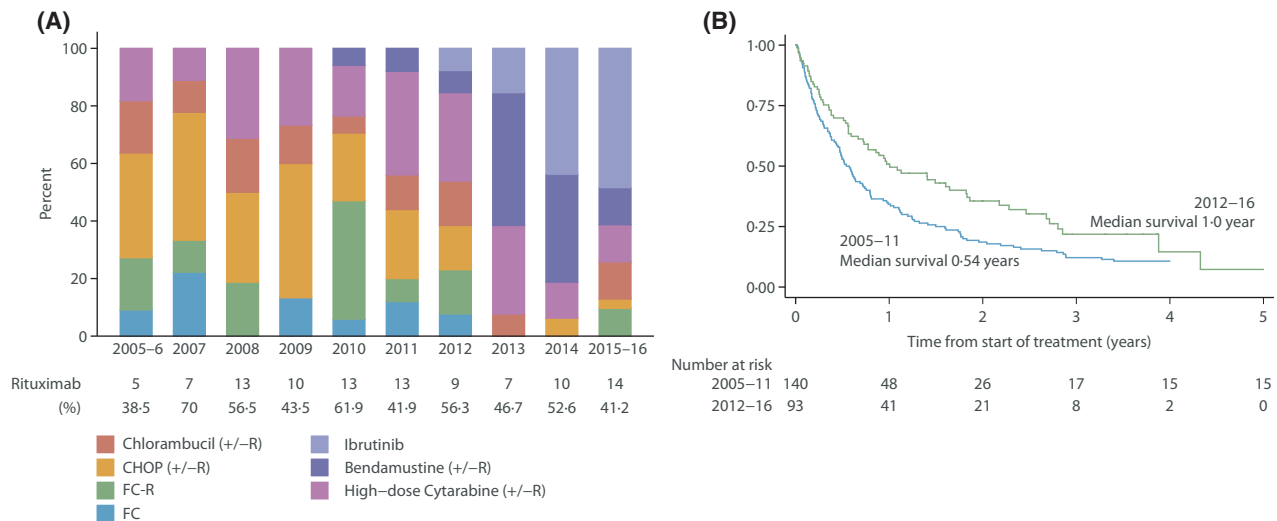 (A)
100
80
60
40
20
0
Percent
2005–6 2007 2008 2009 2010 2011 2012 2013 2014 2015–16
Rituximab 5 7 13 10 13 13 9 7 10 14
(%) 38·5 70 56·5 43·5 61·9 41·9 56·3 46·7 52·6 41·2
Chlorambucil (+/−R)
CHOP (+/−R)
FC-R
FC
Ibrutinib
Bendamustine (+/−R)
High−dose Cytarabine (+/−R)
(B)
1·00
0·75
0·50
0·25
0·00
2012−16
Median survival 1·0 year
2005−11
Median survival 0·54 years
0 1 2 3 4 5
Time from start of treatment (years)
Number at risk
2005−11 140 48 26 17 15 15
2012−16 93 41 21 8 2 0